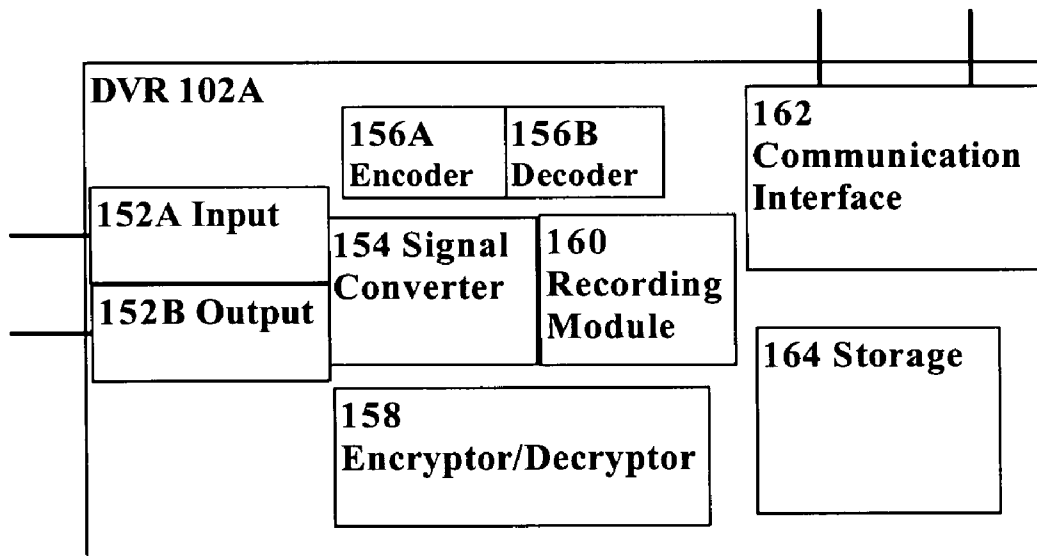 DVR 102A
156A
Encoder
156B
Decoder
162
Communication
Interface
152A Input
152B Output
154 Signal
Converter
160
Recording
Module
164 Storage
158
Encryptor/Decryptor